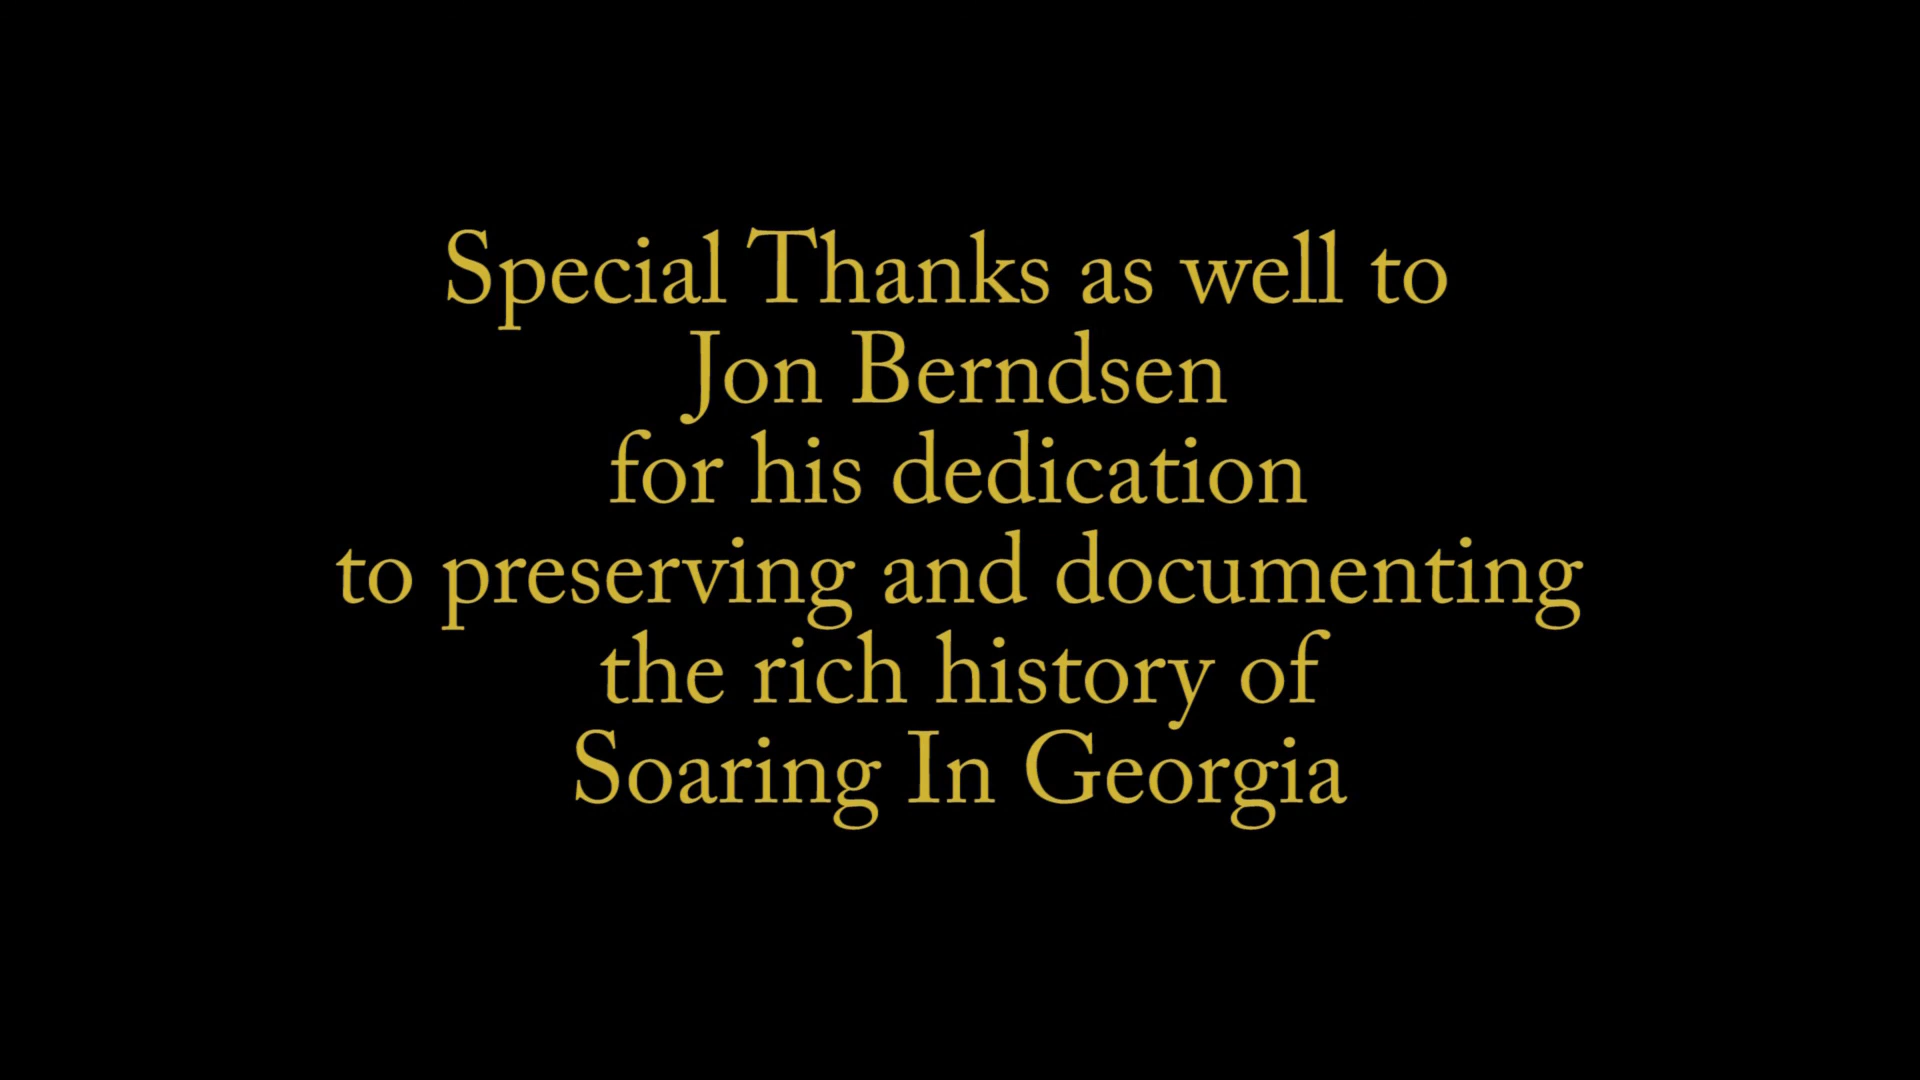 Special Thanks as well to
Jon Berndsen
for his dedication
to preserving and documenting
the rich history of
Soaring In Georgia